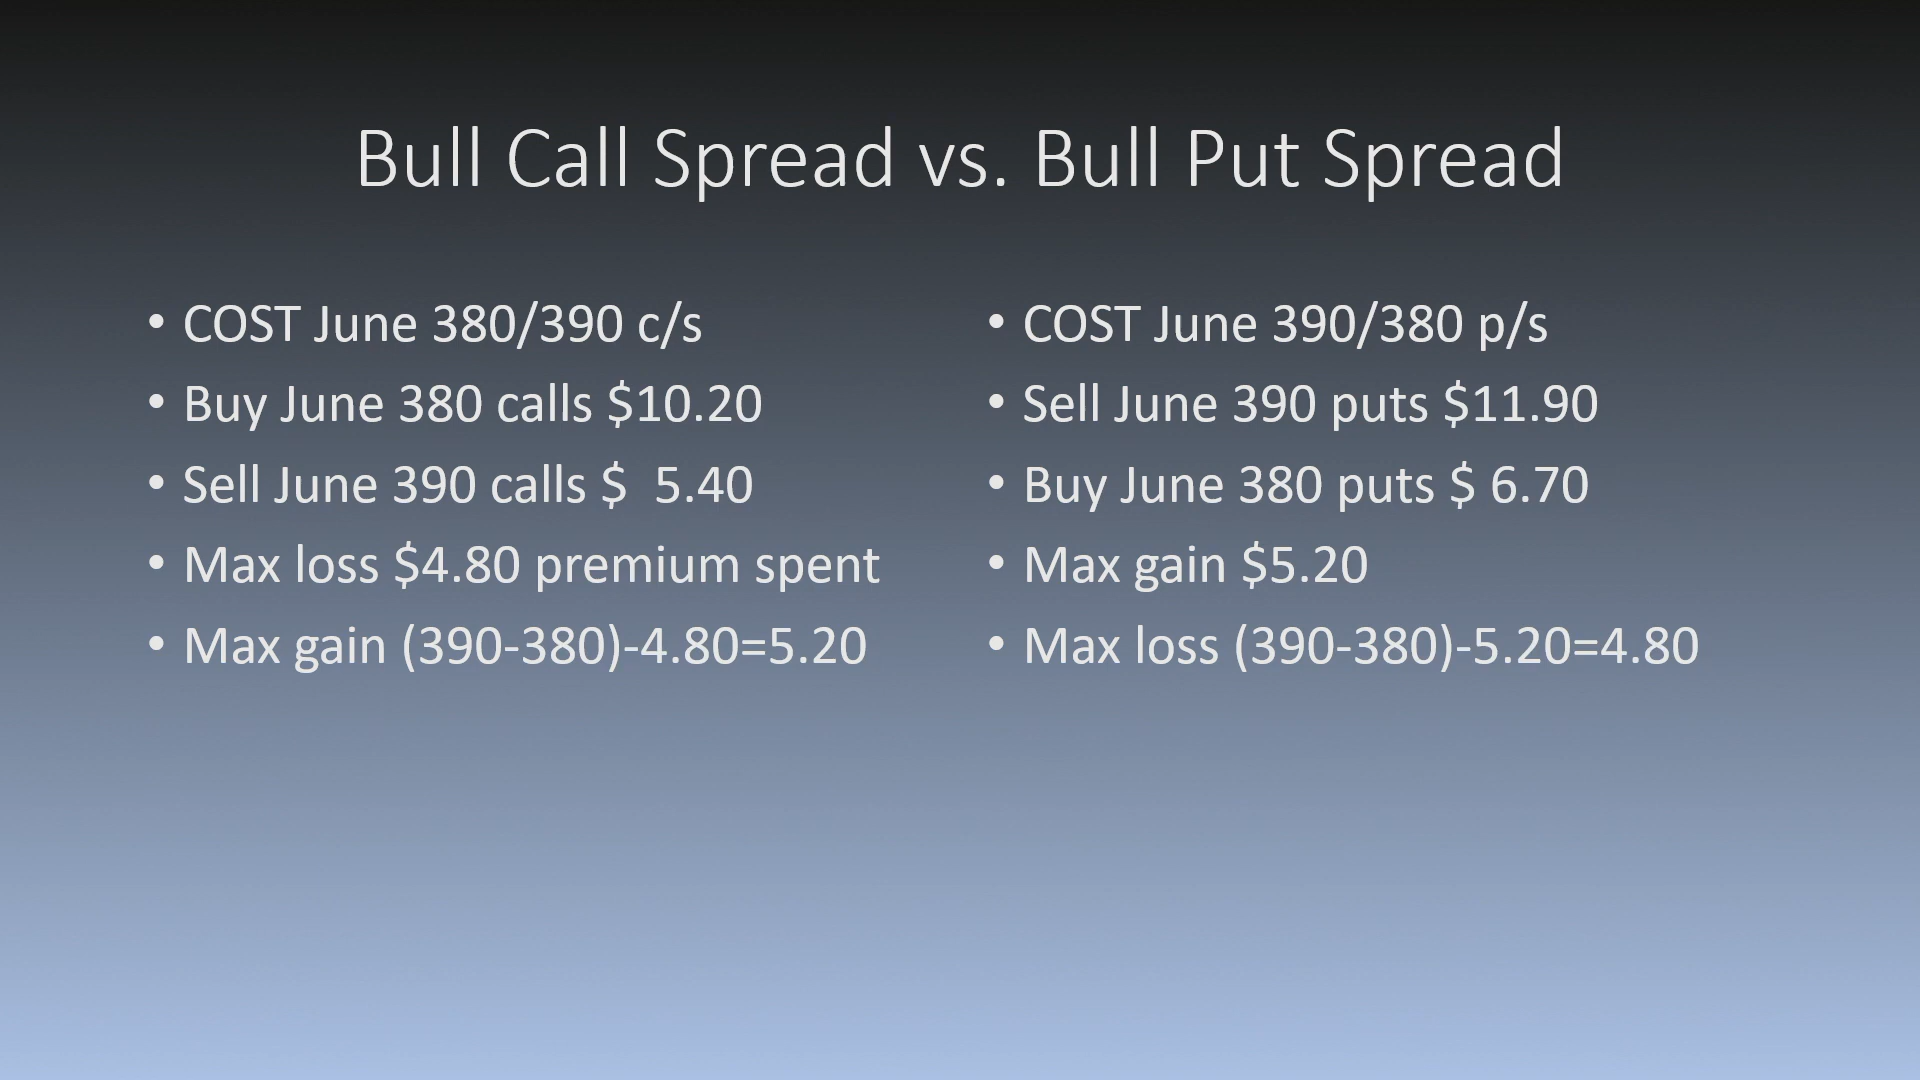 Bull Call Spread vs. Bull Put Spread
• COST June 380/390 c/s
• Buy June 380 calls $10.20
• Sell June 390 calls $  5.40
• Max loss $4.80 premium spent
• Max gain (390-380)-4.80=5.20
• COST June 390/380 p/s
• Sell June 390 puts $11.90
• Buy June 380 puts $ 6.70
• Max gain $5.20
• Max loss (390-380)-5.20=4.80